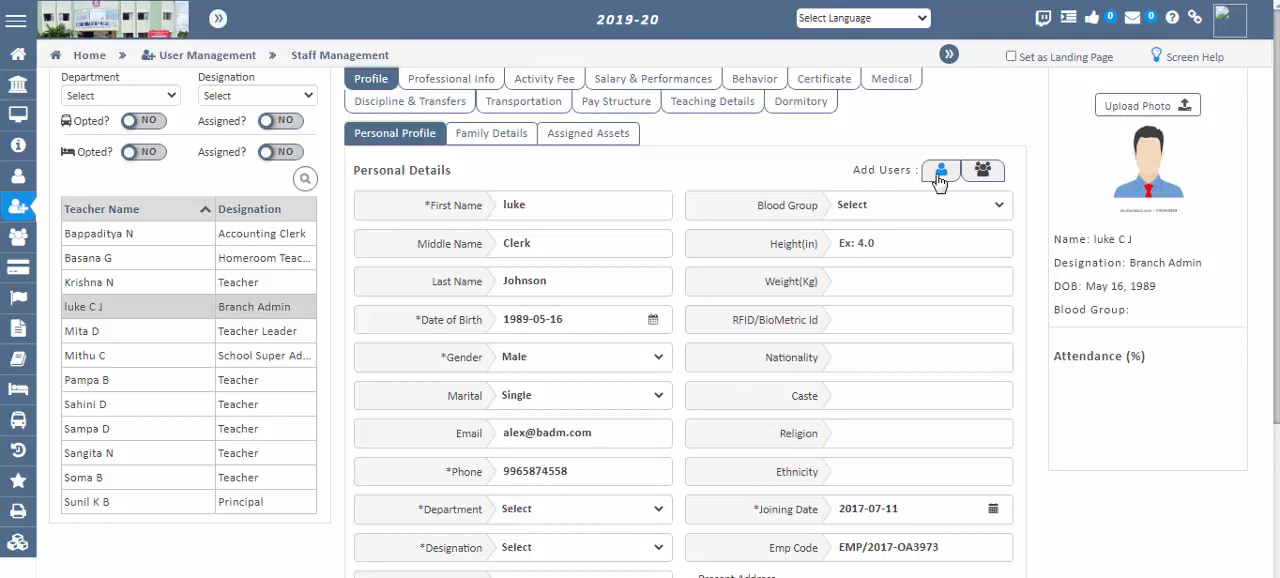 2019-20
Select Language
0
0
Home » User Management » Staff Management
Set as Landing Page
Screen Help
Department
Designation
Select
Select
Opted? NO
Assigned? NO
Opted? NO
Assigned? NO
Teacher Name Designation
Bappaditya N Accounting Clerk
Basana G Homeroom Teac...
Krishna N Teacher
luke C J Branch Admin
Mita D Teacher Leader
Mithu C School Super Ad...
Pampa B Teacher
Sahini D Teacher
Sampa D Teacher
Sangita N Teacher
Soma B Teacher
Sunil K B Principal
Profile Professional Info Activity Fee Salary & Performances Behavior Certificate Medical
Discipline & Transfers Transportation Pay Structure Teaching Details Dormitory
Personal Profile Family Details Assigned Assets
Personal Details
Add Users :
*First Name luke
Middle Name Clerk
Last Name Johnson
*Date of Birth 1989-05-16
*Gender Male
Marital Single
Email alex@badm.com
*Phone 9965874558
*Department Select
*Designation Select
Blood Group Select
Height(in) Ex: 4.0
Weight(Kg)
RFID/BioMetric Id
Nationality
Caste
Religion
Ethnicity
*Joining Date 2017-07-11
Emp Code EMP/2017-OA3973
Present Address
Upload Photo
Name: luke C J
Designation: Branch Admin
DOB: May 16, 1989
Blood Group:
Attendance (%)